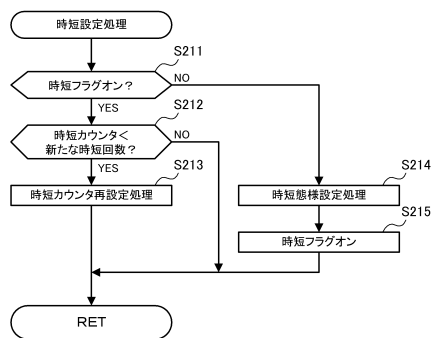 時短設定処理
S211
時短フラグオン？
NO
YES
S212
時短カウンタ＜
新たな時短回数？
NO
YES
S213
時短カウンタ再設定処理
S214
時短態様設定処理
S215
時短フラグオン
RET